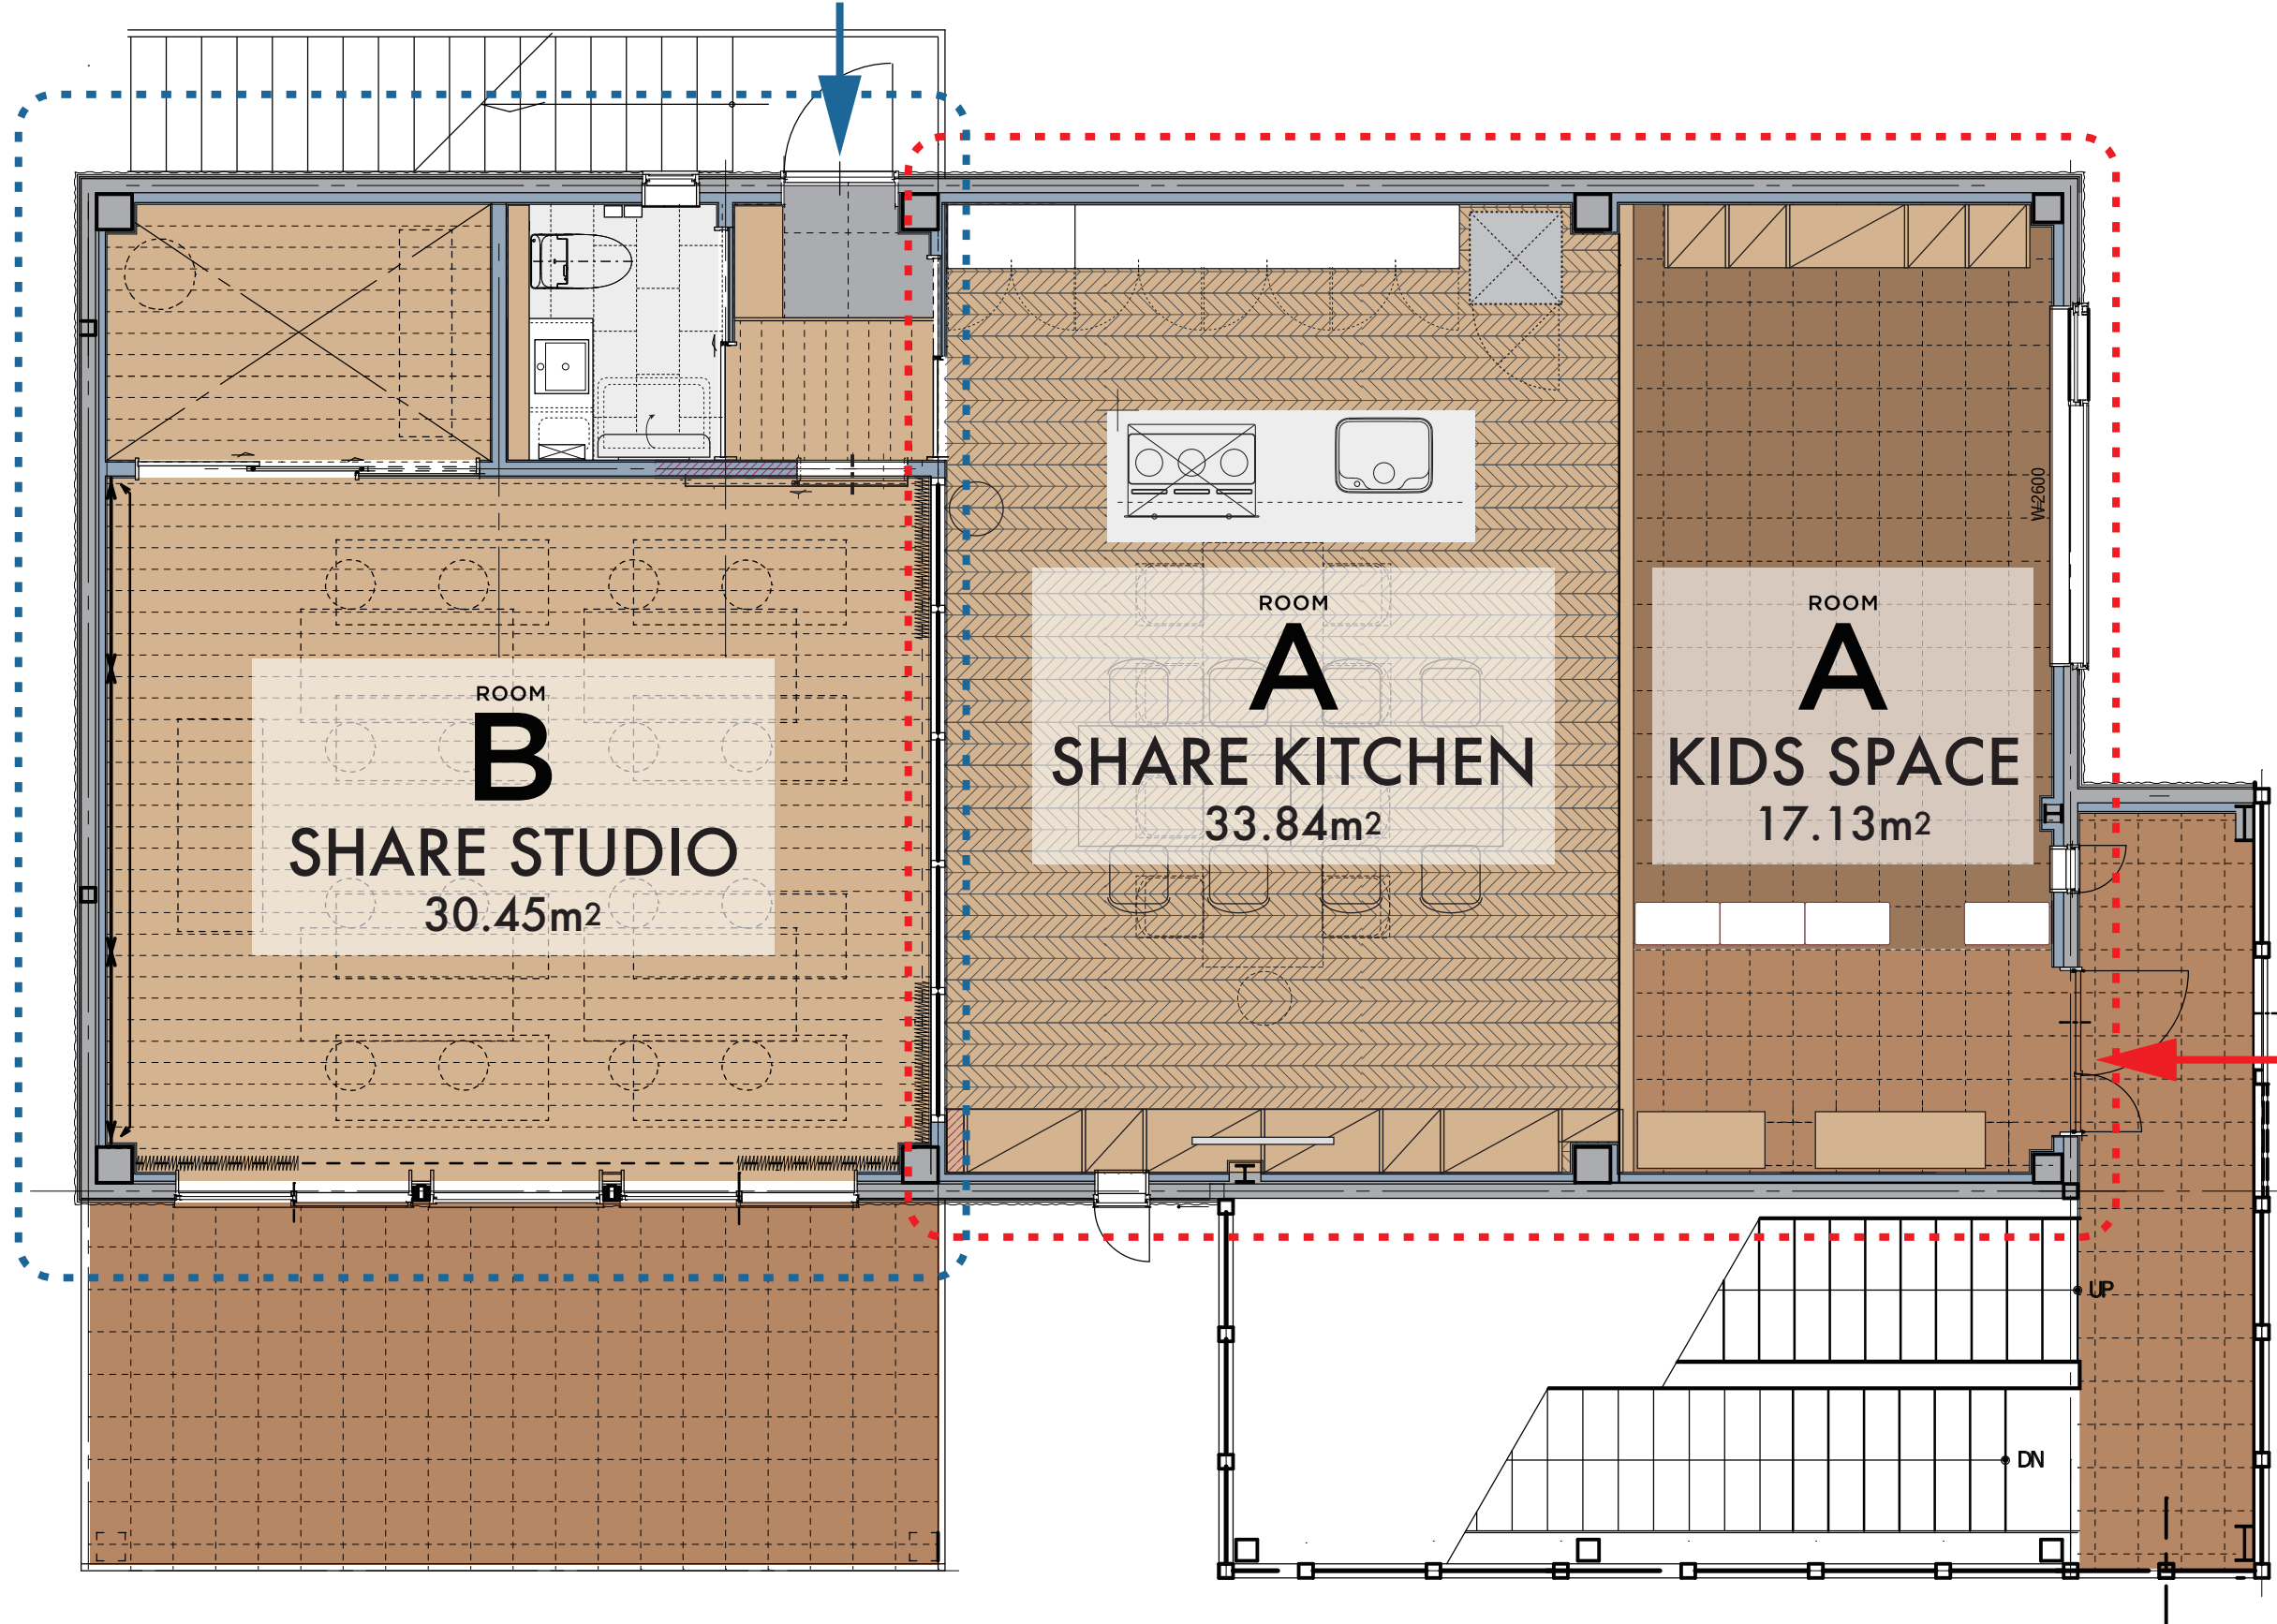 ROOM
B
SHARE STUDIO
30.45m2
ROOM
A
SHARE KITCHEN
33.84m2
ROOM
A
KIDS SPACE
17.13m2
W-2600
UP
DN